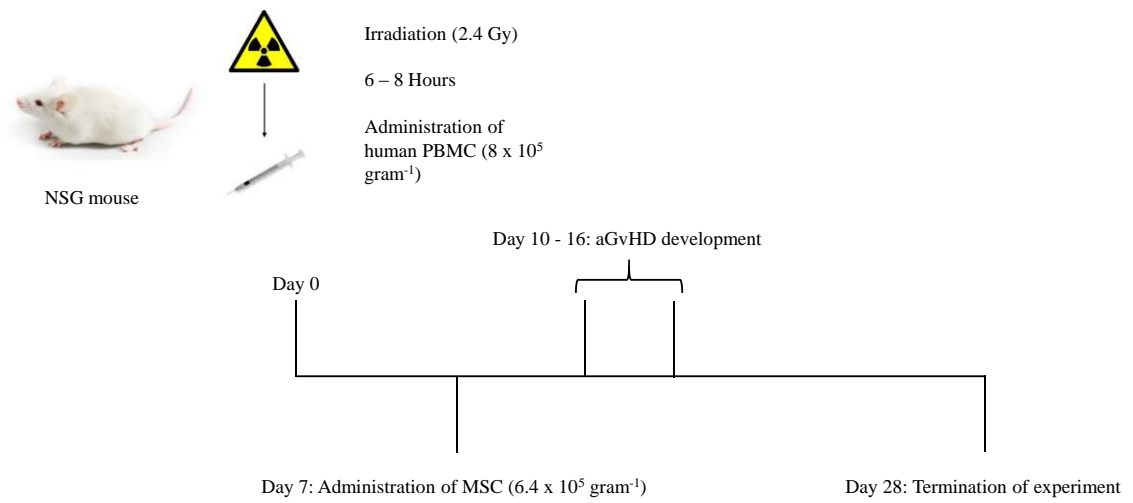 Irradiation (2.4 Gy)
6 – 8 Hours
Administration of
human PBMC (8 x 10⁵
gram⁻¹)
NSG mouse
Day 10 - 16: aGvHD development
Day 0
Day 7: Administration of MSC (6.4 x 10⁵ gram⁻¹)
Day 28: Termination of experiment